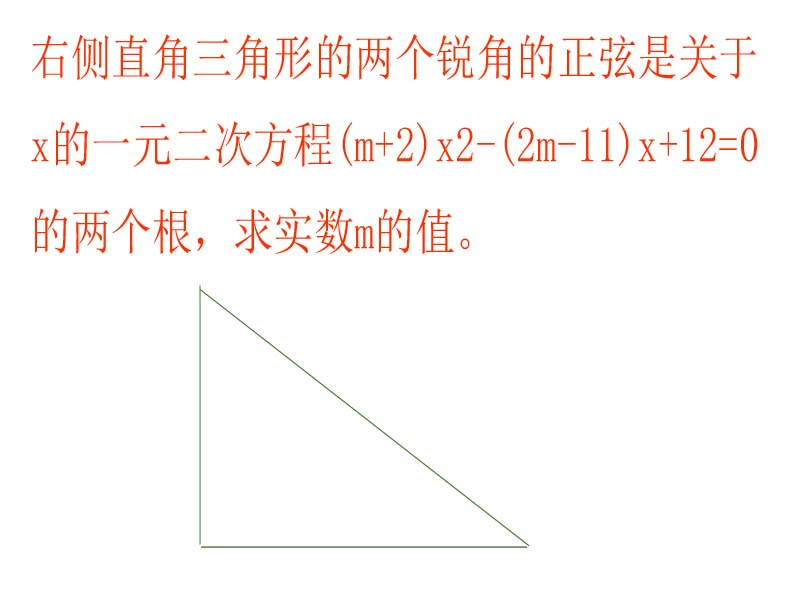 右侧直角三角形的两个锐角的正弦是关于
x的一元二次方程(m+2)x2-(2m-11)x+12=0
的两个根，求实数m的值。